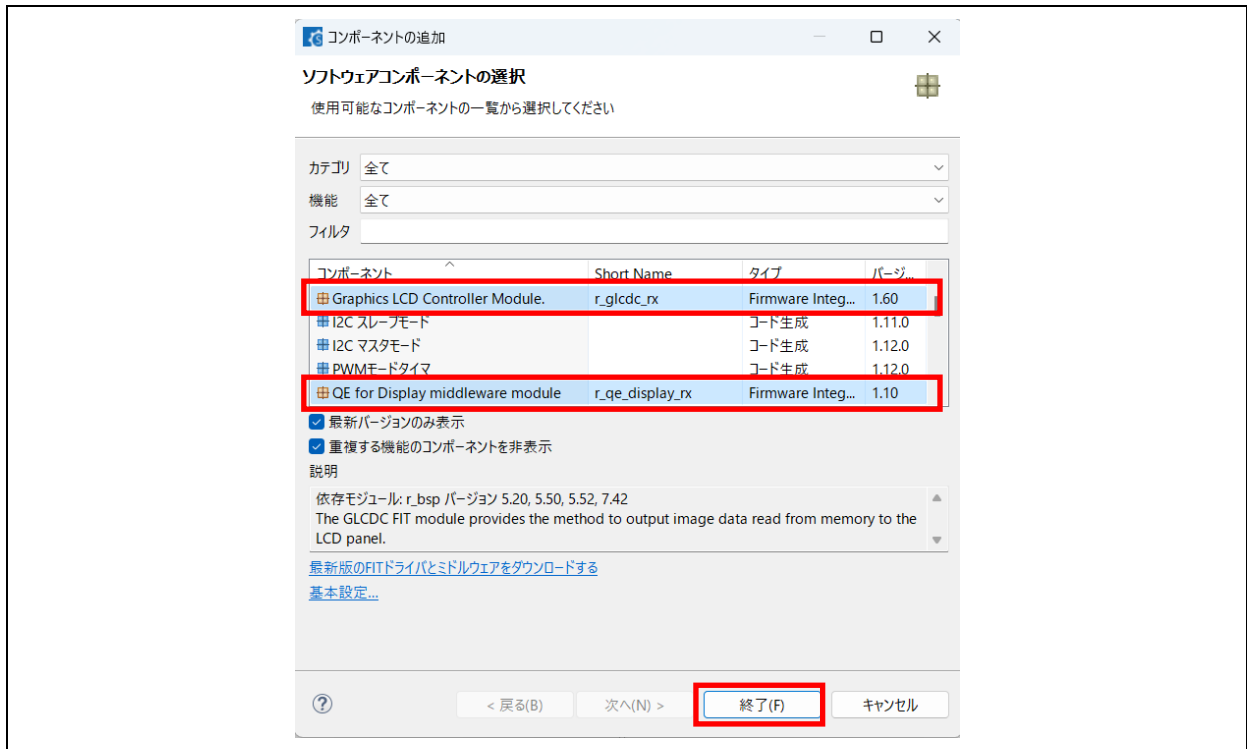 コンポーネントの追加
ソフトウェアコンポーネントの選択
使用可能なコンポーネントの一覧から選択してください
カテゴリ 全て
機能 全て
フィルタ
コンポーネント Short Name タイプ バージ...
Graphics LCD Controller Module. r_glcdc_rx Firmware Integ... 1.60
I2C スレーブモード コード生成 1.11.0
I2C マスタモード コード生成 1.12.0
PWMモードタイマ コード生成 1.12.0
QE for Display middleware module r_qe_display_rx Firmware Integ... 1.10
最新バージョンのみ表示
重複する機能のコンポーネントを非表示
説明
依存モジュール: r_bsp バージョン 5.20, 5.50, 5.52, 7.42
The GLCDC FIT module provides the method to output image data read from memory to the
LCD panel.
最新版のFITドライバとミドルウェアをダウンロードする
基本設定...
< 戻る(B) 次へ(N) > 終了(F) キャンセル